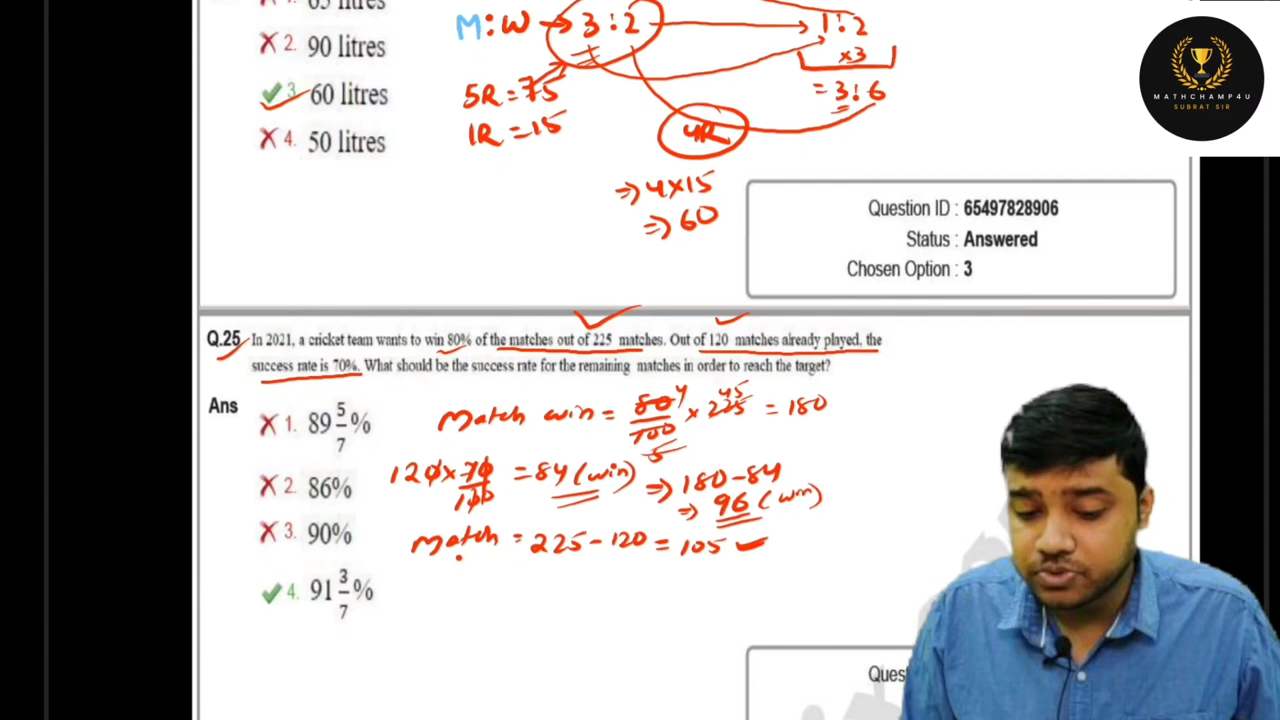 65 litres
2. 90 litres
3. 60 litres
4. 50 litres
M:W → 3:2
1:2
×3
= 3:6
5R = 75
1R = 15
4R
⇒ 4×15
⇒ 60
MATHCHAMP4U
SUBRAT SIR
Question ID : 65497828906
Status : Answered
Chosen Option : 3
Q.25 In 2021, a cricket team wants to win 80% of the matches out of 225 matches. Out of 120 matches already played, the
success rate is 70%. What should be the success rate for the remaining matches in order to reach the target?
Ans
1. 89 5/7 %
2. 86%
3. 90%
4. 91 3/7 %
match win = 80/100 4 5 × 225 45 = 180
120 × 70/100 = 84 (win) ⇒ 180 - 84
⇒ 96 (win)
match = 225 - 120 = 105
Ques